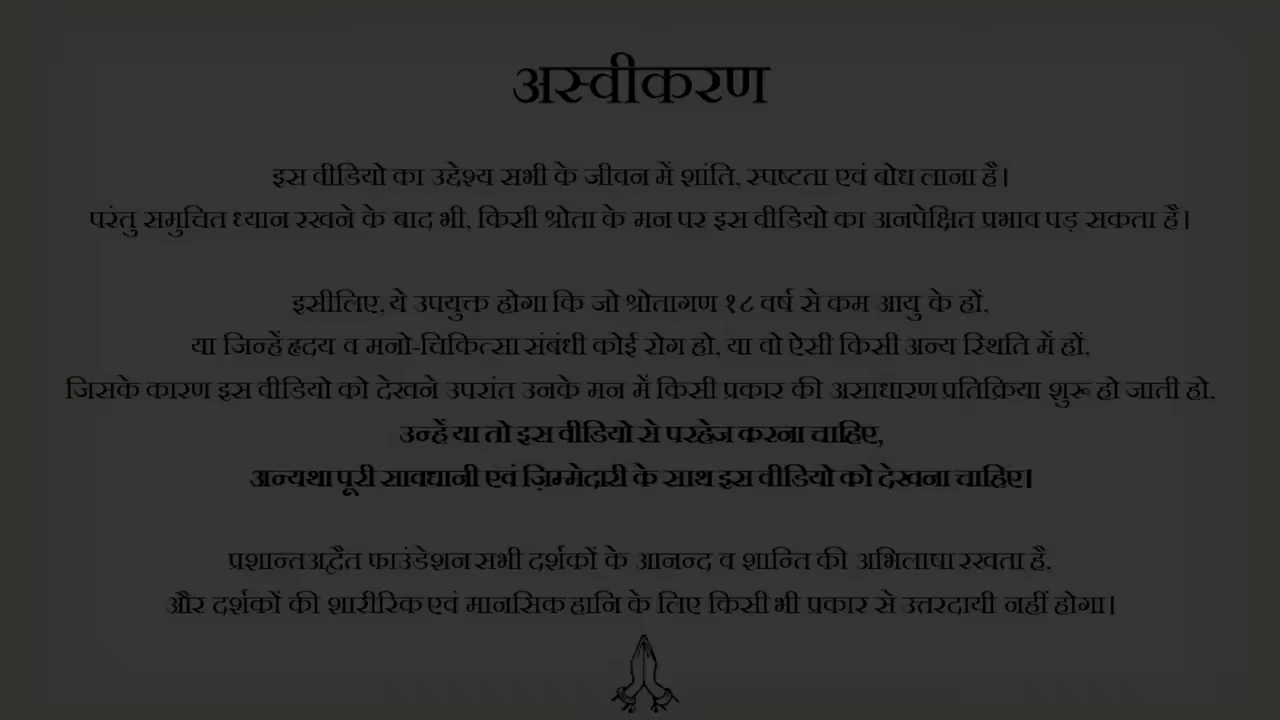 अस्वीकरण
इस वीडियो का उद्देश्य सभी के जीवन में शांति, स्पष्टता एवं बोध लाना है।
परंतु समुचित ध्यान रखने के बाद भी, किसी श्रोता के मन पर इस वीडियो का अनपेक्षित प्रभाव पड़ सकता है।
इसीलिए, ये उपयुक्त होगा कि जो श्रोतागण १८ वर्ष से कम आयु के हों,
या जिन्हें हृदय व मनो-चिकित्सा संबंधी कोई रोग हो, या वो ऐसी किसी अन्य स्थिति में हों,
जिसके कारण इस वीडियो को देखने उपरांत उनके मन में किसी प्रकार की असाधारण प्रतिक्रिया शुरू हो जाती हो,
उन्हें या तो इस वीडियो से परहेज करना चाहिए,
अन्यथा पूरी सावधानी एवं ज़िम्मेदारी के साथ इस वीडियो को देखना चाहिए।
प्रशान्तअद्वैत फाउंडेशन सभी दर्शकों के आनन्द व शान्ति की अभिलाषा रखता है,
और दर्शकों की शारीरिक एवं मानसिक हानि के लिए किसी भी प्रकार से उत्तरदायी नहीं होगा।